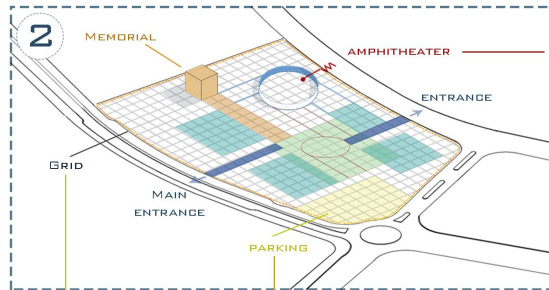 2
MEMORIAL
AMPHITHEATER
ENTRANCE
GRID
MAIN
ENTRANCE
PARKING